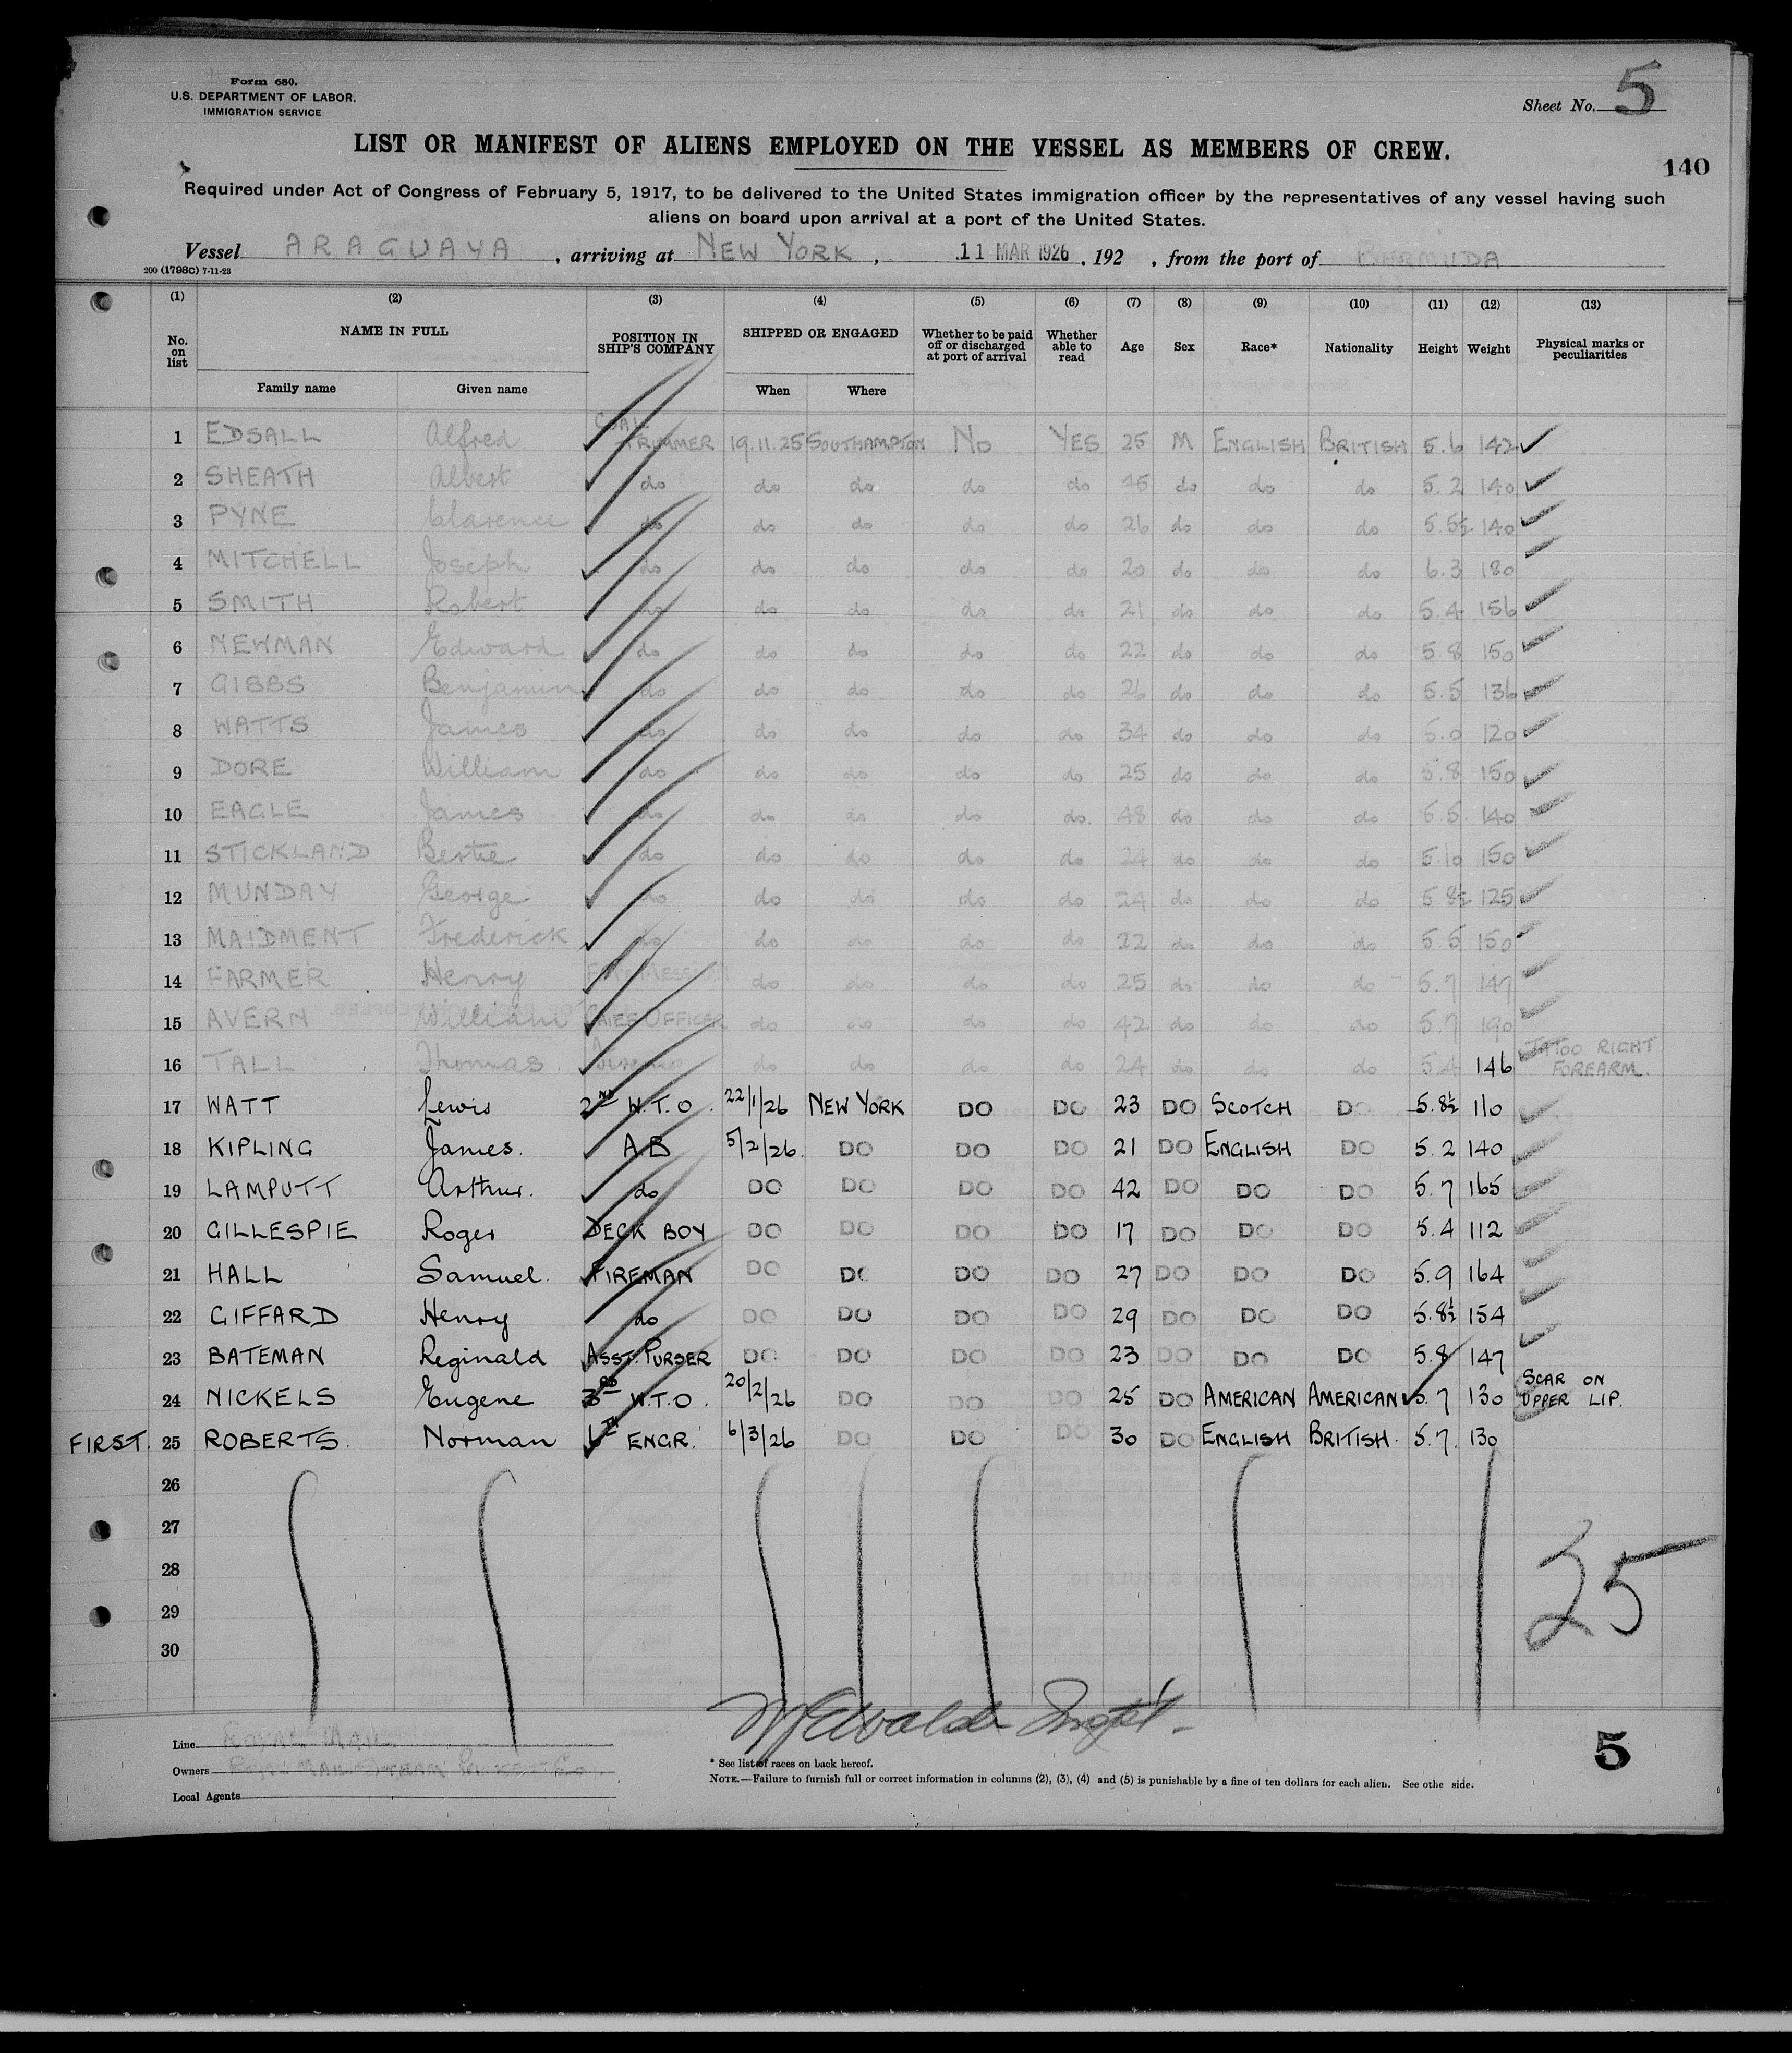 Form 680.
U.S. DEPARTMENT OF LABOR.
IMMIGRATION SERVICE
Sheet No. 5
LIST OR MANIFEST OF ALIENS EMPLOYED ON THE VESSEL AS MEMBERS OF CREW.
140
Required under Act of Congress of February 5, 1917, to be delivered to the United States immigration officer by the representatives of any vessel having such
aliens on board upon arrival at a port of the United States.
Vessel ARAGUAYA, arriving at NEW YORK, 11 MAR 1926, 192 , from the port of BERMUDA
200 (1798C) 7-11-23
(1) (2) (3) (4) (5) (6) (7) (8) (9) (10) (11) (12) (13)
No. on list NAME IN FULL POSITION IN SHIP'S COMPANY SHIPPED OR ENGAGED Whether to be paid off or discharged at port of arrival Whether able to read Age Sex Race* Nationality Height Weight Physical marks or peculiarities
Family name Given name When Where
1 EDSALL Alfred COAL TRIMMER 19.11.25 SOUTHAMPTON No YES 25 M ENGLISH BRITISH 5.6 142
2 SHEATH Albert do do do do do 45 do do do 5.2 140
3 PYNE Clarence do do do do do 26 do do do 5.5½ 140
4 MITCHELL Joseph do do do do do 20 do do do 6.3 180
5 SMITH Robert do do do do do 21 do do do 5.4 156
6 NEWMAN Edward do do do do do 22 do do do 5.8 150
7 GIBBS Benjamin do do do do do 26 do do do 5.5 136
8 WATTS James do do do do do 34 do do do 5.0 120
9 DORE William do do do do do 25 do do do 5.8 150
10 EAGLE James do do do do do. 48 do do do 5.5 140
11 STICKLAND Bertie do do do do do 24 do do do 5.10 150
12 MUNDAY George do do do do do 24 do do do 5.8½ 125
13 MAIDMENT Frederick do do do do do 22 do do do 5.5 150
14 FARMER Henry MESS do do do do 25 do do do 5.7 147
15 AVERN William CHIEF OFFICER do do do do 42 do do do 5.7 190
16 TALL Thomas do do do do 24 do do do 5.4 146 TATOO RIGHT FOREARM.
17 WATT Lewis 2ND W.T.O. 22/1/26 NEW YORK DO DO 23 DO SCOTCH DO 5.8½ 110
18 KIPLING James. A.B 5/2/26. DO DO DO 21 DO ENGLISH DO 5.2 140
19 LAMPUTT Arthur. do DO DO DO DO 42 DO DO DO 5.7 165
20 GILLESPIE Roger DECK BOY DO DO DO DO 17 DO DO DO 5.4 112
21 HALL Samuel. FIREMAN DO DO DO DO 27 DO DO DO 5.9 164
22 GIFFARD Henry do DO DO DO DO 29 DO DO DO 5.8½ 154
23 BATEMAN Reginald ASST. PURSER DO DO DO DO 23 DO DO DO 5.8 147
24 NICKELS Eugene 3RD W.T.O. 20/2/26 DO DO DO 25 DO AMERICAN AMERICAN 5.7 130 SCAR ON UPPER LIP.
FIRST. 25 ROBERTS. Norman 6TH ENGR. 6/3/26 DO DO DO 30 DO ENGLISH BRITISH. 5.7. 130
26
27
28
29
30
25
Line ROYAL MAIL
Owners ROYAL MAIL STEAM PACKET CO.
Local Agents
* See list of races on back hereof.
NOTE.—Failure to furnish full or correct information in columns (2), (3), (4) and (5) is punishable by a fine of ten dollars for each alien. See othe side.
5